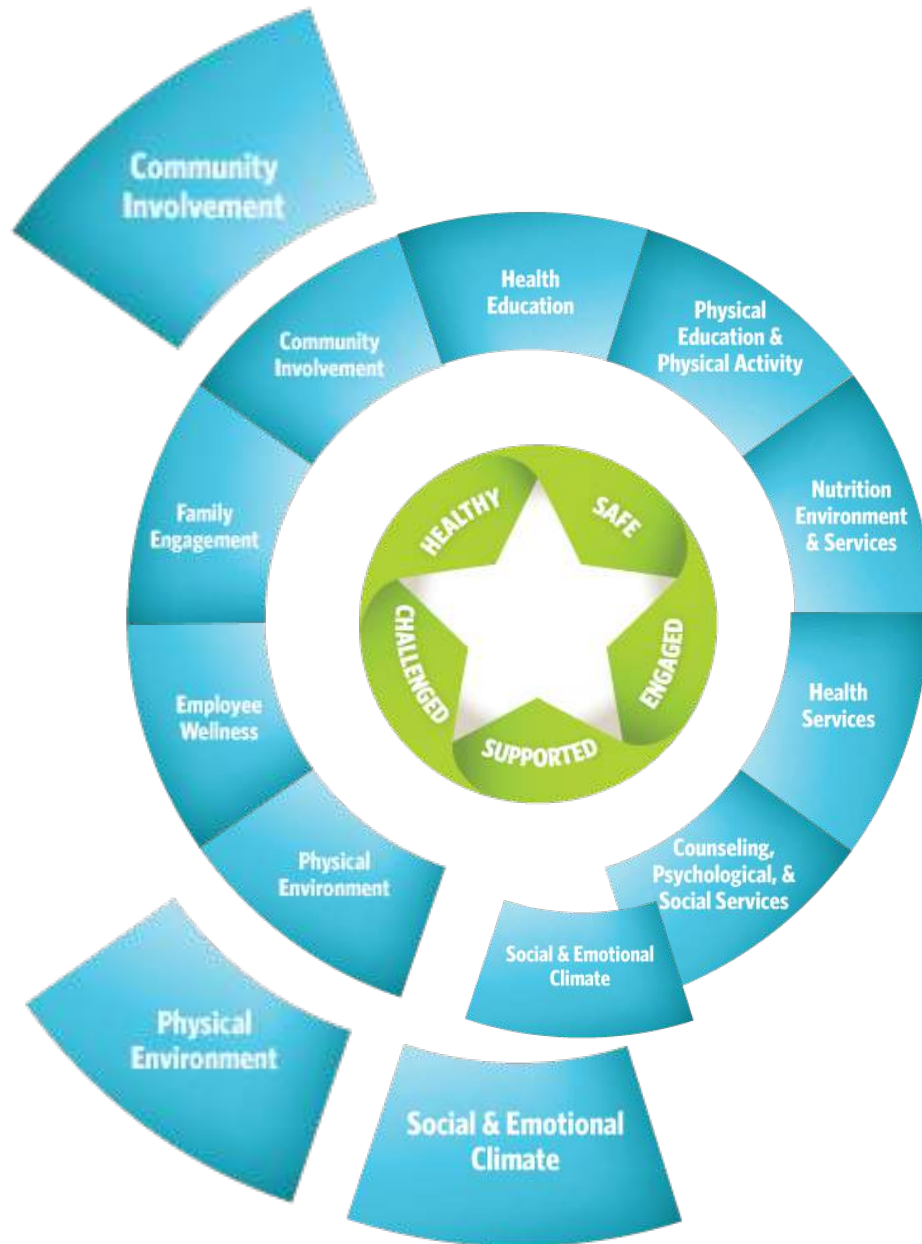 Community
Involvement
Health
Education
Physical
Education &
Physical Activity
Community
Involvement
Nutrition
Environment
& Services
Family
Engagement
HEALTHY
SAFE
CHALLENGED
ENGAGED
SUPPORTED
Employee
Wellness
Health
Services
Physical
Environment
Counseling,
Psychological, &
Social Services
Social & Emotional
Climate
Physical
Environment
Social & Emotional
Climate